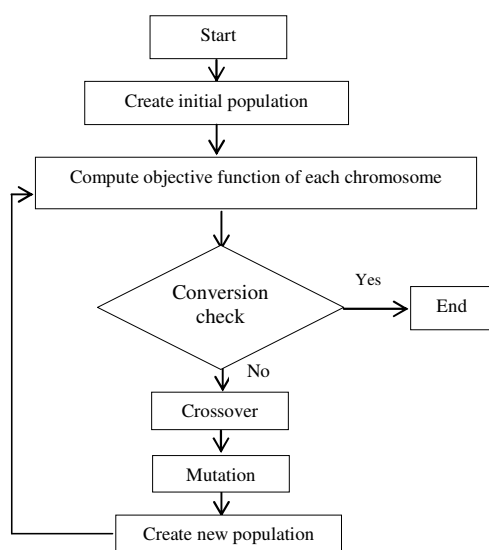 Start
Create initial population
Compute objective function of each chromosome
Conversion
check
Yes
End
No
Crossover
Mutation
Create new population